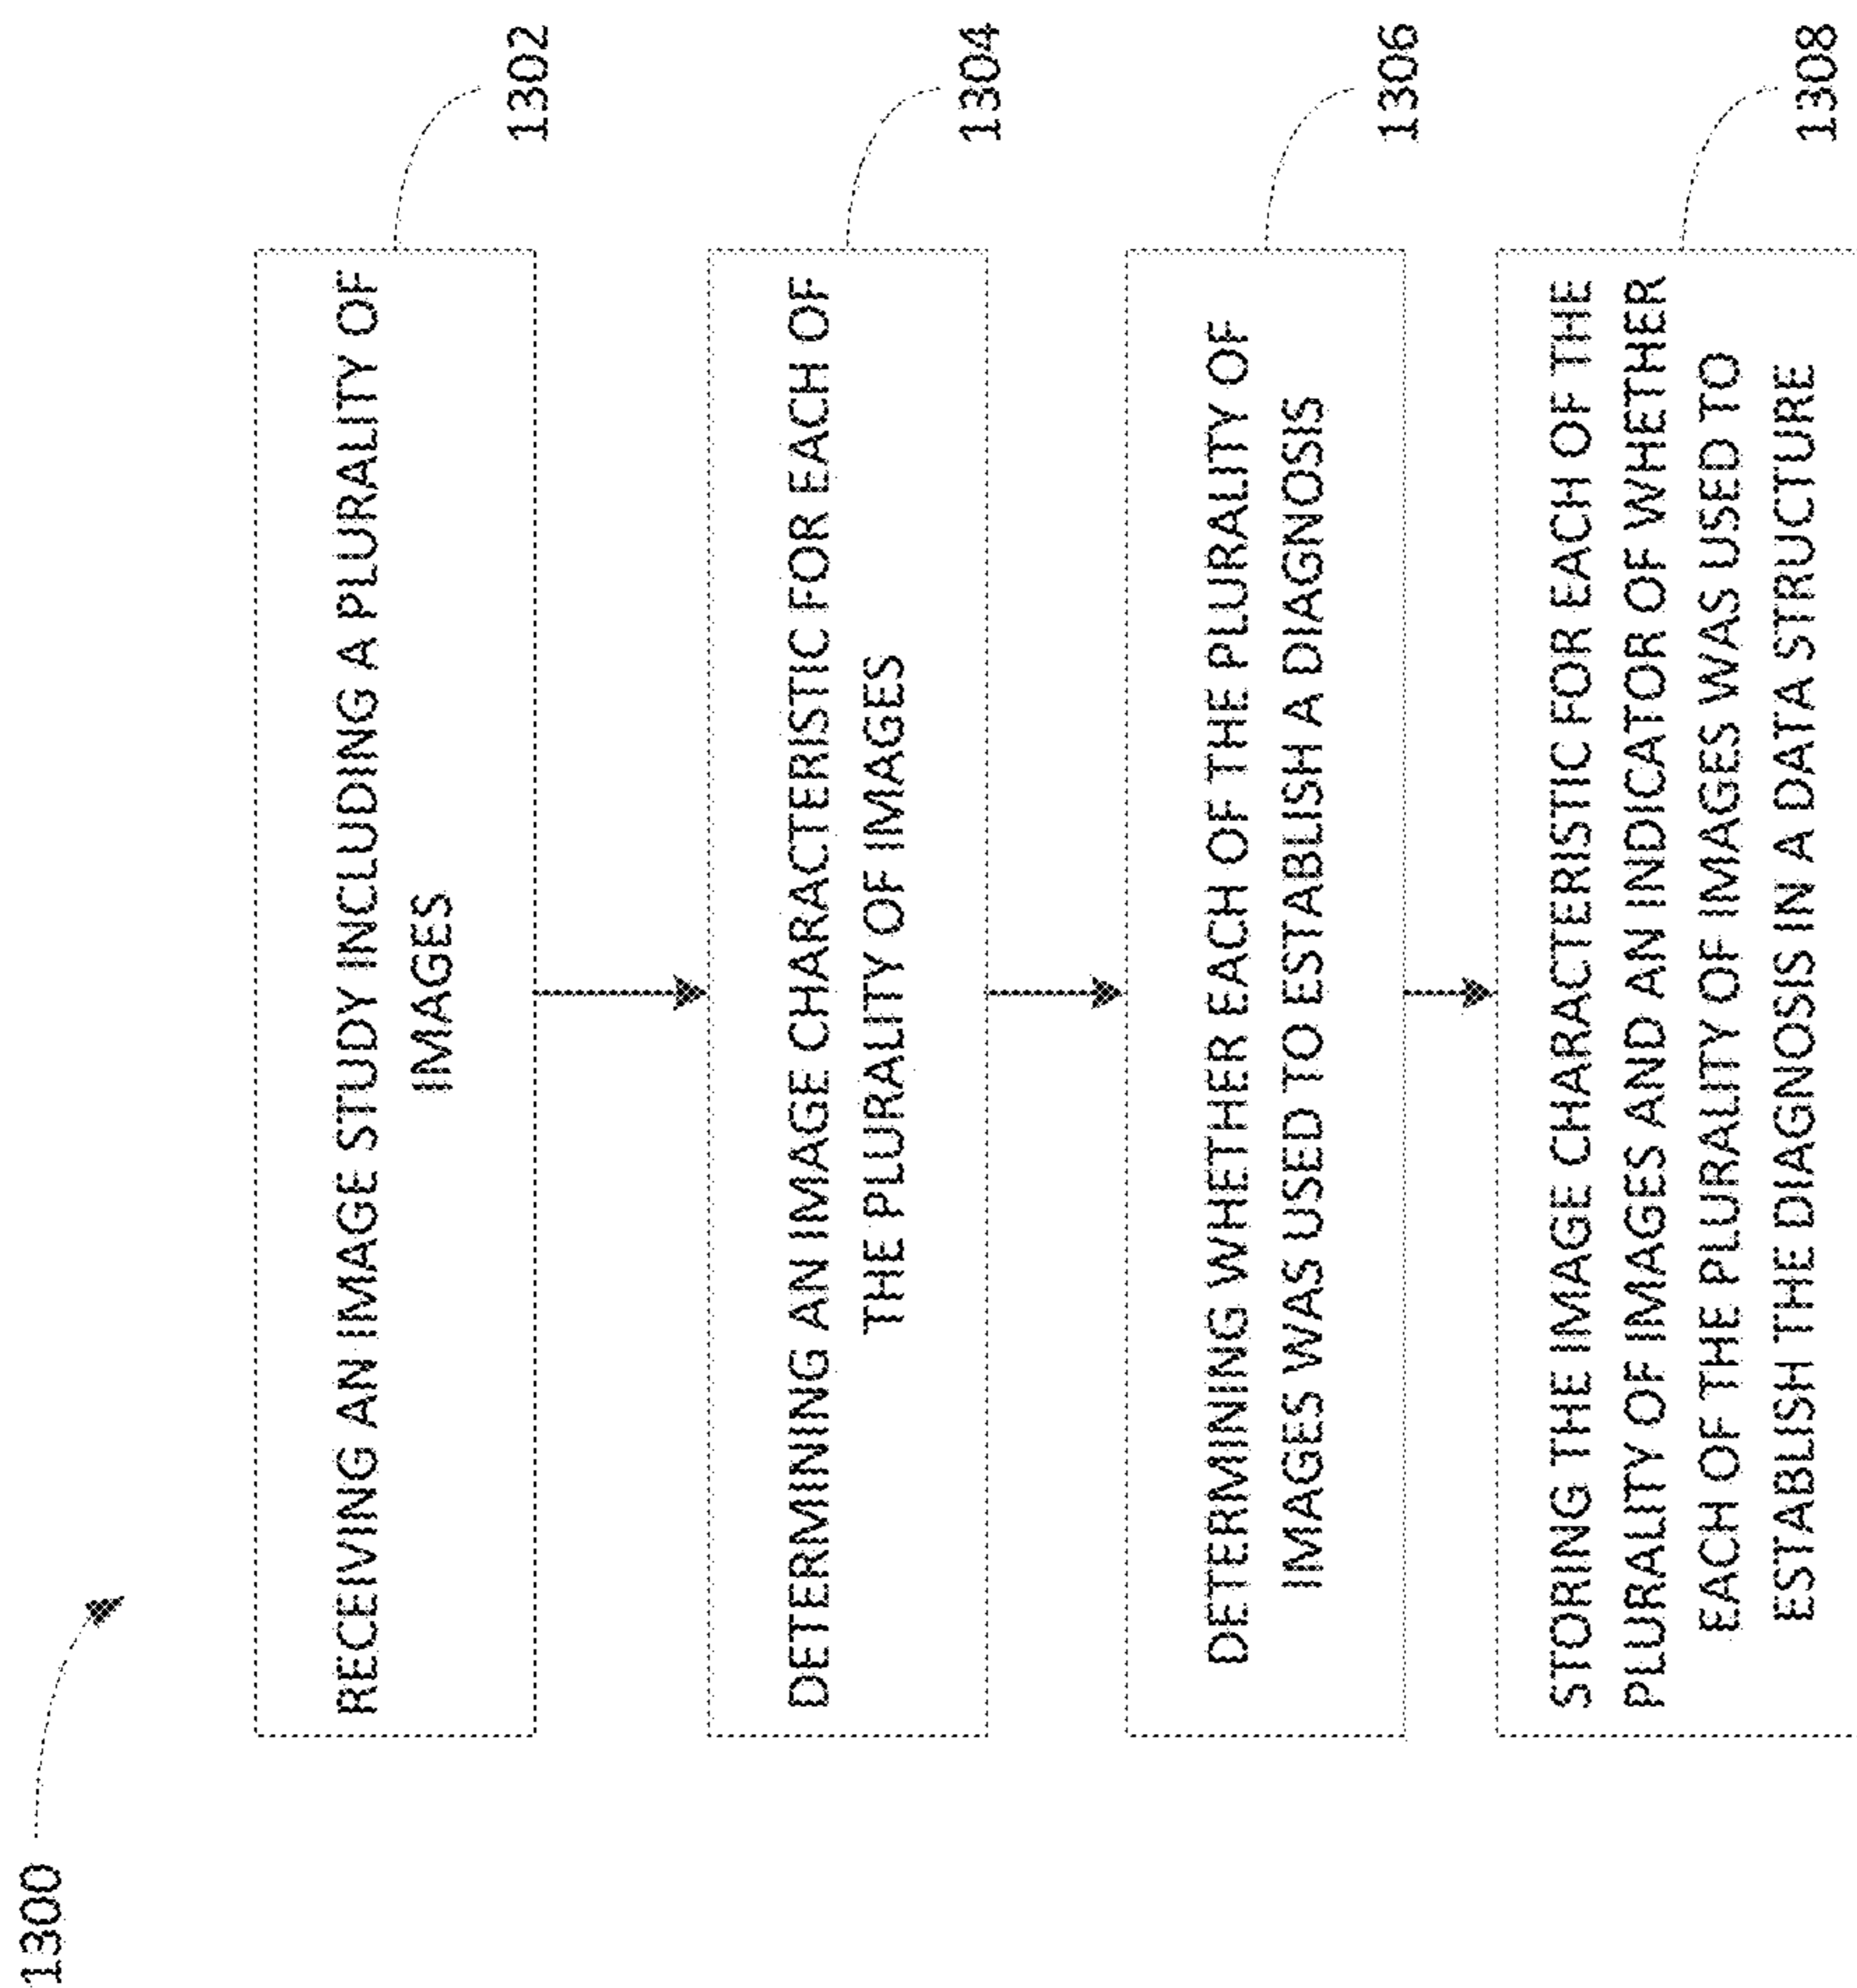 1300
RECEIVING AN IMAGE STUDY INCLUDING A PLURALITY OF
IMAGES
1302
DETERMINING AN IMAGE CHARACTERISTIC FOR EACH OF
THE PLURALITY OF IMAGES
1304
DETERMINING WHETHER EACH OF THE PLURALITY OF
IMAGES WAS USED TO ESTABLISH A DIAGNOSIS
1306
STORING THE IMAGE CHARACTERISTIC FOR EACH OF THE
PLURALITY OF IMAGES AND AN INDICATOR OF WHETHER
EACH OF THE PLURALITY OF IMAGES WAS USED TO
ESTABLISH THE DIAGNOSIS IN A DATA STRUCTURE
1308